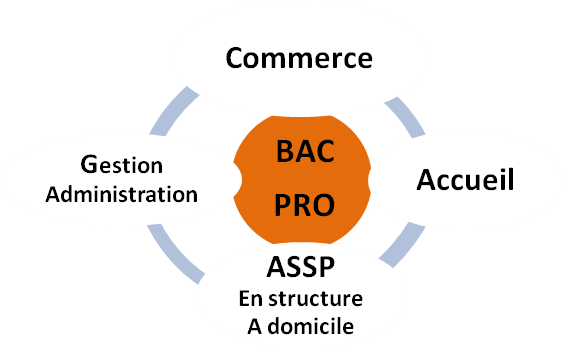 Commerce
BAC
PRO
Gestion
Administration
Accueil
ASSP
En structure
A domicile